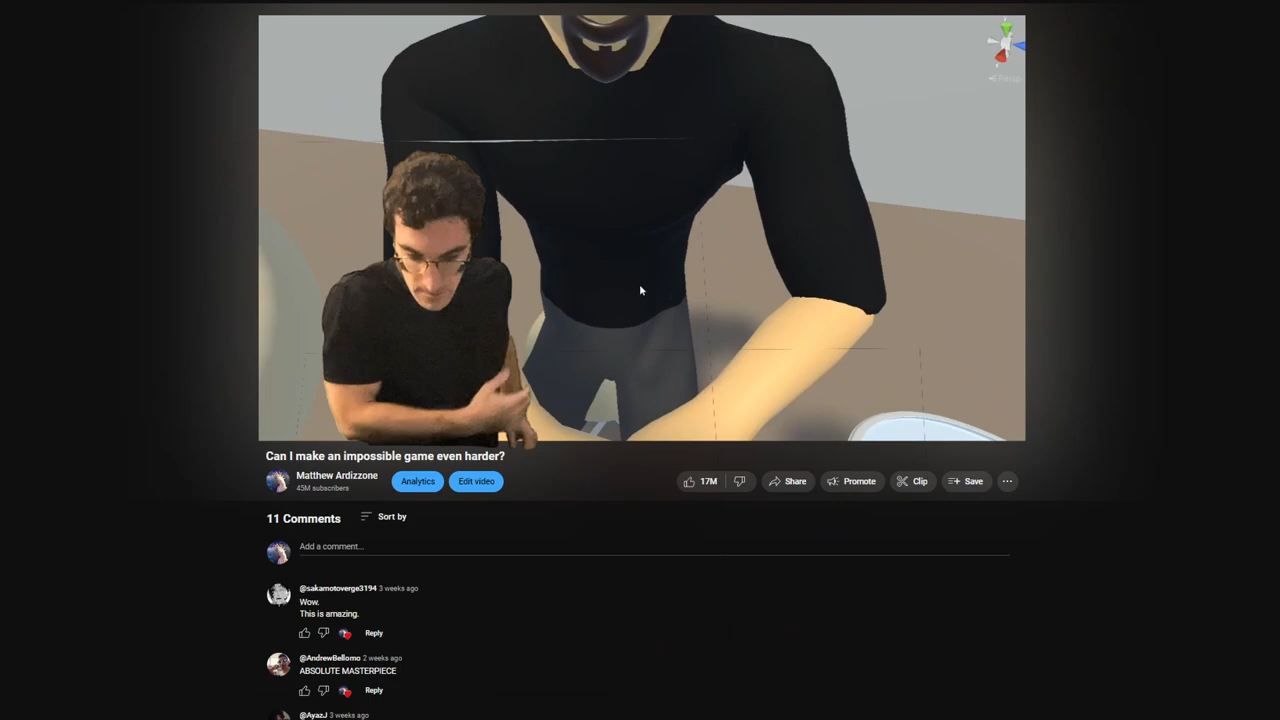 Persp
Can I make an impossible game even harder?
Matthew Ardizzone
45M subscribers
Analytics
Edit video
17M
Share
Promote
Clip
Save
11 Comments
Sort by
Add a comment...
@sakamotoverge3194 3 weeks ago
Wow.
This is amazing.
Reply
@AndrewBellomo 2 weeks ago
ABSOLUTE MASTERPIECE
Reply
@AyazJ 3 weeks ago